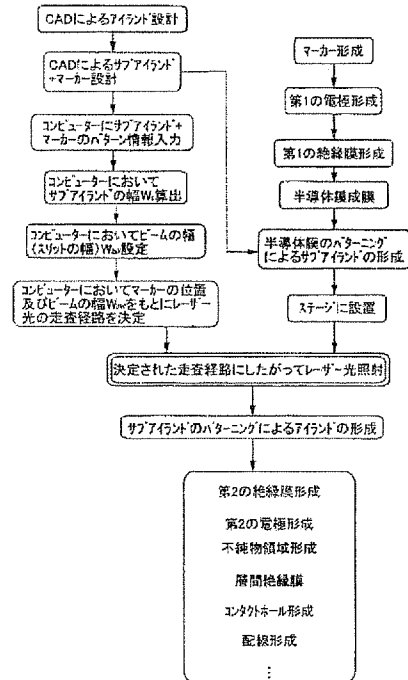 CADによるアイランド設計
CADによるサブアイランド
+マーカー設計
コンピューターにサブアイランド+
マーカーのパターン情報入力
コンピューターにおいて
サブアイランドの幅Ws算出
コンピューターにおいてビームの幅
(スリットの幅)設定
コンピューターにおいてマーカーの位置
及びビームの幅をもとにレーザー
光の走査経路を決定
マーカー形成
第1の電極形成
第1の絶縁膜形成
半導体膜成膜
半導体膜のパターニング
によるサブアイランドの形成
ステージに設置
決定された走査経路にしたがってレーザー光照射
サブアイランドのパターニングによるアイランドの形成
第2の絶縁膜形成
第2の電極形成
不純物領域形成
層間絶縁膜
コンタクトホール形成
配線形成
⋮